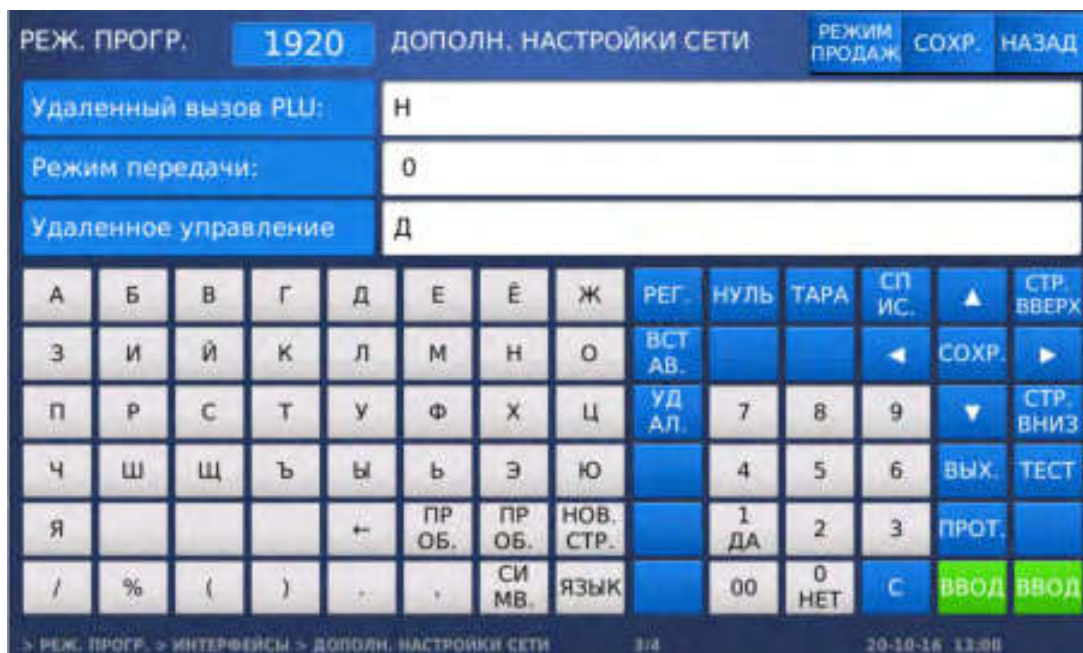 РЕЖ. ПРОГР. 1920 ДОПОЛН. НАСТРОЙКИ СЕТИ РЕЖИМ ПРОДАЖ СОХР. НАЗАД
Удаленный вызов PLU: Н
Режим передачи: 0
Удаленное управление Д
А Б В Г Д Е Ё Ж РЕГ. НУЛЬ ТАРА СП ИС. ▲ СТР. ВВЕРХ
З И Й К Л М Н О ВСТ АВ. ◄ СОХР. ►
П Р С Т У Ф Х Ц УД АЛ. 7 8 9 ▼ СТР. ВНИЗ
Ч Ш Щ Ъ Ы Ь Э Ю 4 5 6 ВЫХ. ТЕСТ
Я ← ПР ОБ. ПР ОБ. НОВ. СТР. 1 ДА 2 3 ПРОТ.
/ % ( ) . , СИ МВ. ЯЗЫК 00 0 НЕТ С ВВОД ВВОД
> РЕЖ. ПРОГР. > ИНТЕРФЕЙСЫ > ДОПОЛН. НАСТРОЙКИ СЕТИ 3/4 20-10-16 13:00